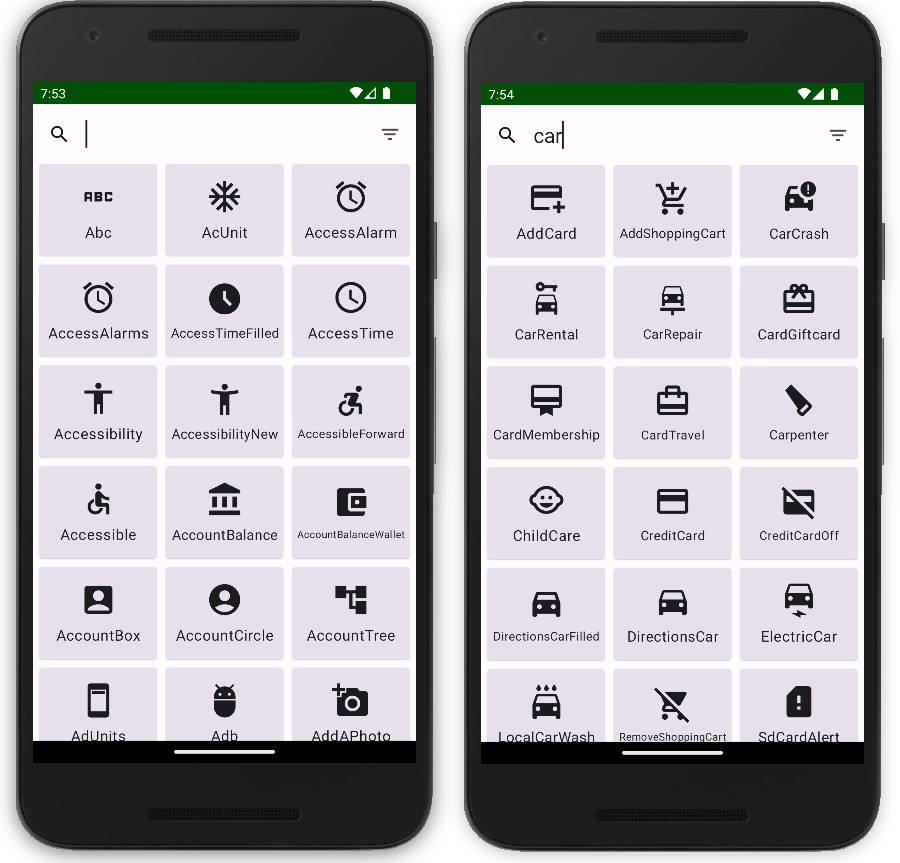 7:53
ABC
Abc
AcUnit
AccessAlarm
AccessAlarms
AccessTimeFilled
AccessTime
Accessibility
AccessibilityNew
AccessibleForward
Accessible
AccountBalance
AccountBalanceWallet
AccountBox
AccountCircle
AccountTree
AdUnits
Adb
AddAPhoto
7:54
car
AddCard
AddShoppingCart
CarCrash
CarRental
CarRepair
CardGiftcard
CardMembership
CardTravel
Carpenter
ChildCare
CreditCard
CreditCardOff
DirectionsCarFilled
DirectionsCar
ElectricCar
LocalCarWash
RemoveShoppingCart
SdCardAlert